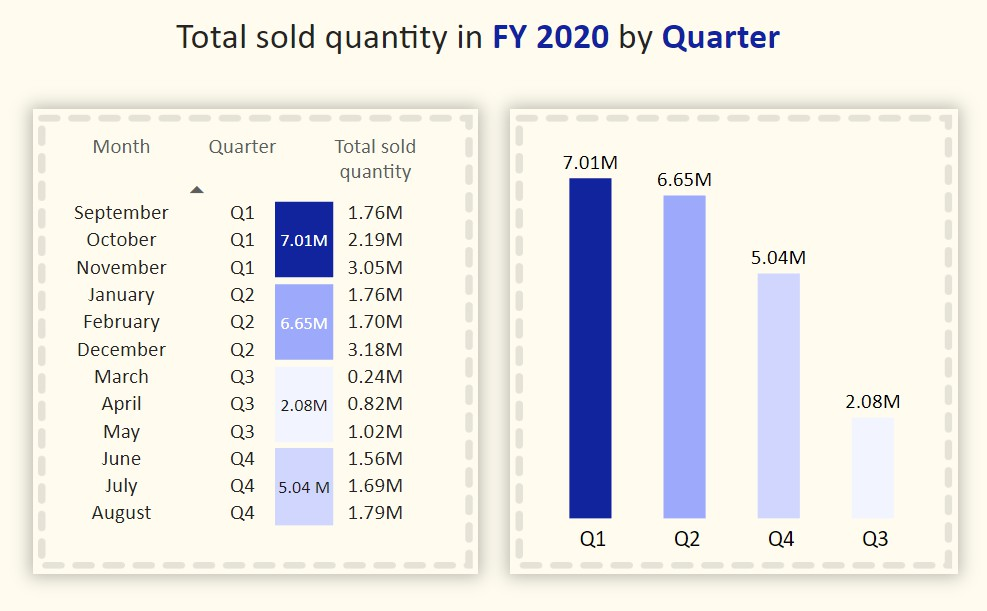 Total sold quantity in FY 2020 by Quarter
Month Quarter Total sold
quantity
September Q1 1.76M
October Q1 7.01M 2.19M
November Q1 3.05M
January Q2 1.76M
February Q2 6.65M 1.70M
December Q2 3.18M
March Q3 0.24M
April Q3 2.08M 0.82M
May Q3 1.02M
June Q4 1.56M
July Q4 5.04 M 1.69M
August Q4 1.79M
7.01M
6.65M
5.04M
2.08M
Q1 Q2 Q4 Q3